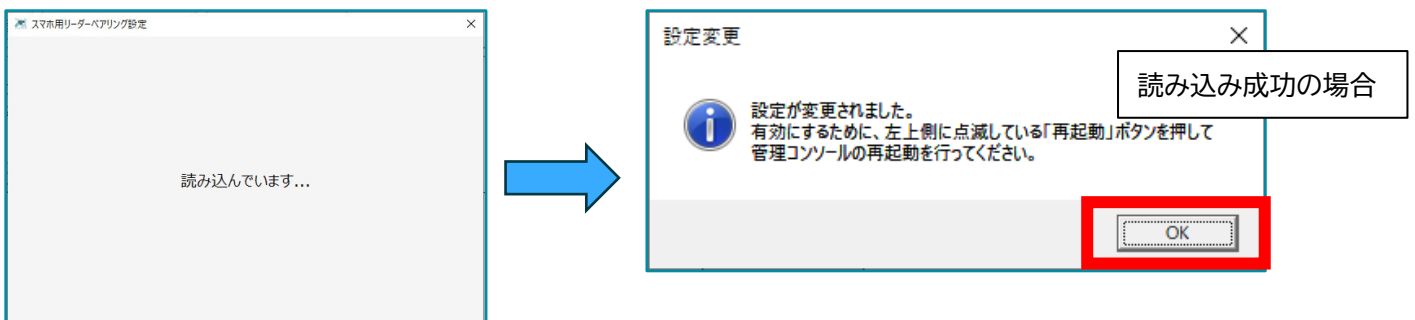 スマホ用リーダーペアリング設定
読み込んでいます...
設定変更
読み込み成功の場合
設定が変更されました。
有効にするために、左上側に点滅している「再起動」ボタンを押して
管理コンソールの再起動を行ってください。
OK